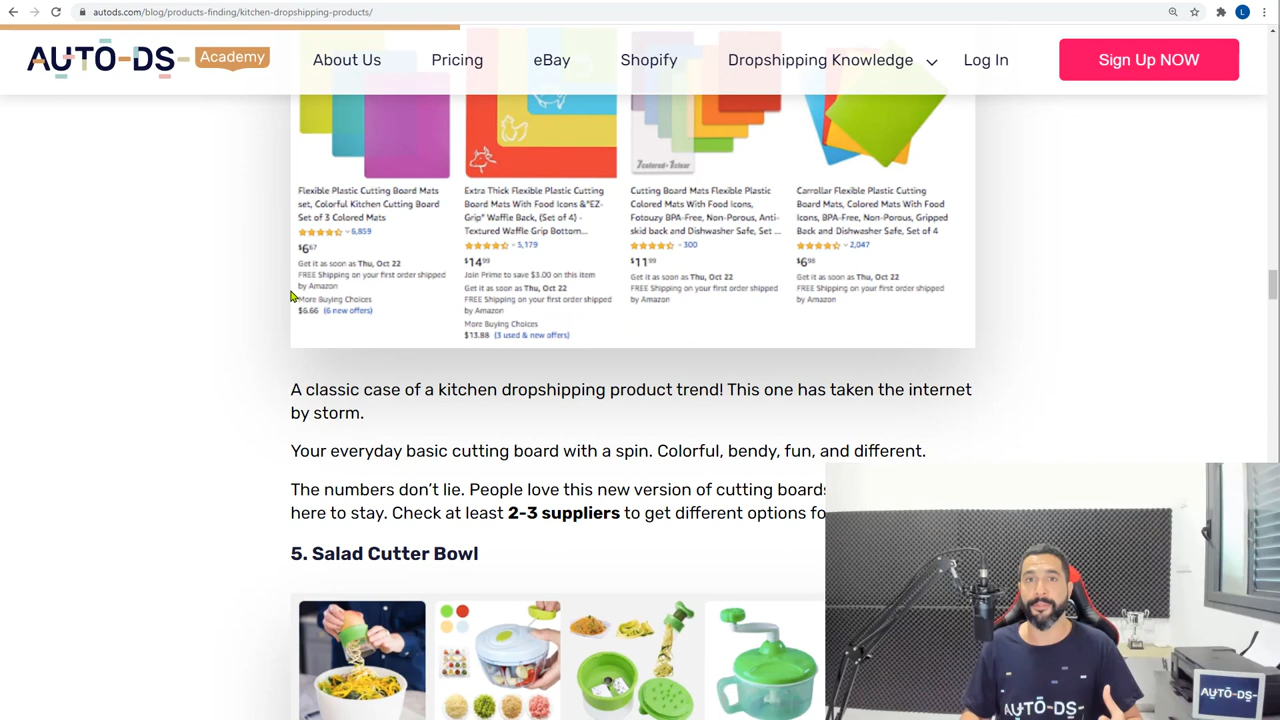 autods.com/blog/products-finding/kitchen-dropshipping-products/
L
AUTO-DS-
Academy
About Us
Pricing
eBay
Shopify
Dropshipping Knowledge
Log In
Sign Up NOW
7colored+1clear
Flexible Plastic Cutting Board Mats
set, Colorful Kitchen Cutting Board
Set of 3 Colored Mats
6,859
$6.67
Get it as soon as Thu, Oct 22
FREE Shipping on your first order shipped
by Amazon
More Buying Choices
$6.66 (6 new offers)
Extra Thick Flexible Plastic Cutting
Board Mats With Food Icons &"EZ-
Grip" Waffle Back, (Set of 4) -
Textured Waffle Grip Bottom...
5,179
$14.99
Join Prime to save $3.00 on this item
Get it as soon as Thu, Oct 22
FREE Shipping on your first order shipped
by Amazon
More Buying Choices
$13.88 (3 used & new offers)
Cutting Board Mats Flexible Plastic
Colored Mats With Food Icons,
Fotouzy BPA-Free, Non-Porous, Anti-
skid back and Dishwasher Safe, Set ...
300
$11.99
Get it as soon as Thu, Oct 22
FREE Shipping on your first order shipped
by Amazon
Carrollar Flexible Plastic Cutting
Board Mats, Colored Mats With Food
Icons, BPA-Free, Non-Porous, Gripped
Back and Dishwasher Safe, Set of 4
2,047
$6.98
Get it as soon as Thu, Oct 22
FREE Shipping on your first order shipped
by Amazon
A classic case of a kitchen dropshipping product trend! This one has taken the internet
by storm.
Your everyday basic cutting board with a spin. Colorful, bendy, fun, and different.
The numbers don't lie. People love this new version of cutting boards
here to stay. Check at least 2-3 suppliers to get different options fo
5. Salad Cutter Bowl
AUTO-DS-
AUTO-DS-